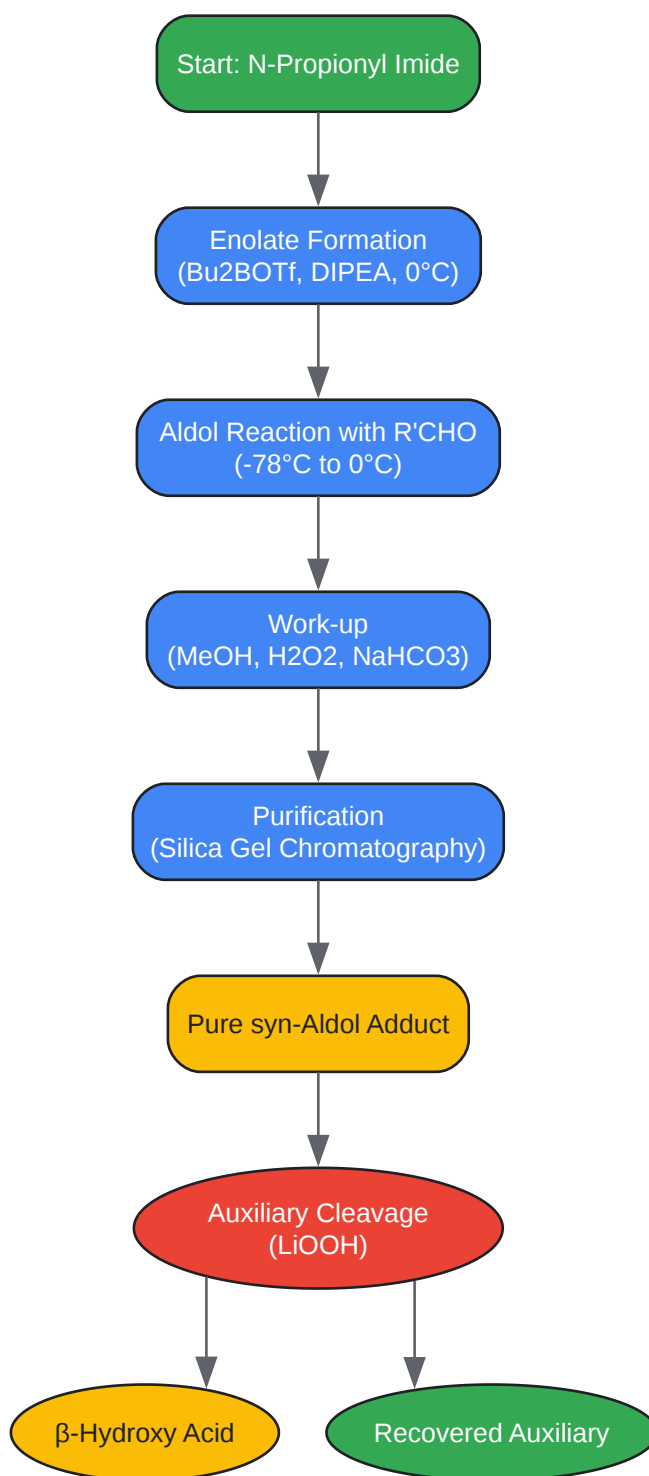 Start: N-Propionyl Imide
Enolate Formation
(Bu2BOTf, DIPEA, 0°C)
Aldol Reaction with R'CHO
(-78°C to 0°C)
Work-up
(MeOH, H2O2, NaHCO3)
Purification
(Silica Gel Chromatography)
Pure syn-Aldol Adduct
Auxiliary Cleavage
(LiOOH)
β-Hydroxy Acid
Recovered Auxiliary